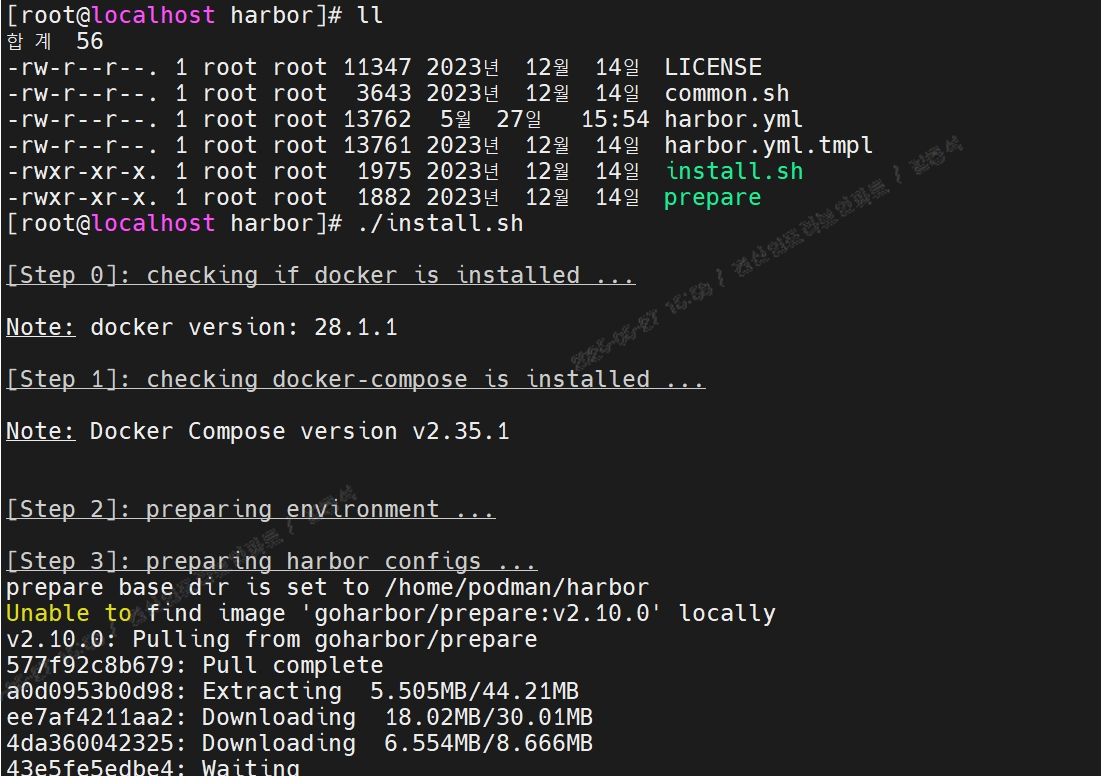 [root@localhost harbor]# ll
합계 56
-rw-r--r--. 1 root root 11347 2023년 12월 14일 LICENSE
-rw-r--r--. 1 root root 3643 2023년 12월 14일 common.sh
-rw-r--r--. 1 root root 13762 5월 27일 15:54 harbor.yml
-rw-r--r--. 1 root root 13761 2023년 12월 14일 harbor.yml.tmpl
-rwxr-xr-x. 1 root root 1975 2023년 12월 14일 install.sh
-rwxr-xr-x. 1 root root 1882 2023년 12월 14일 prepare
[root@localhost harbor]# ./install.sh
[Step 0]: checking if docker is installed ...
Note: docker version: 28.1.1
[Step 1]: checking docker-compose is installed ...
Note: Docker Compose version v2.35.1
[Step 2]: preparing environment ...
[Step 3]: preparing harbor configs ...
prepare base dir is set to /home/podman/harbor
Unable to find image 'goharbor/prepare:v2.10.0' locally
v2.10.0: Pulling from goharbor/prepare
577f92c8b679: Pull complete
a0d0953b0d98: Extracting 5.505MB/44.21MB
ee7af4211aa2: Downloading 18.02MB/30.01MB
4da360042325: Downloading 6.554MB/8.666MB
43e5fe5edbe4: Waiting